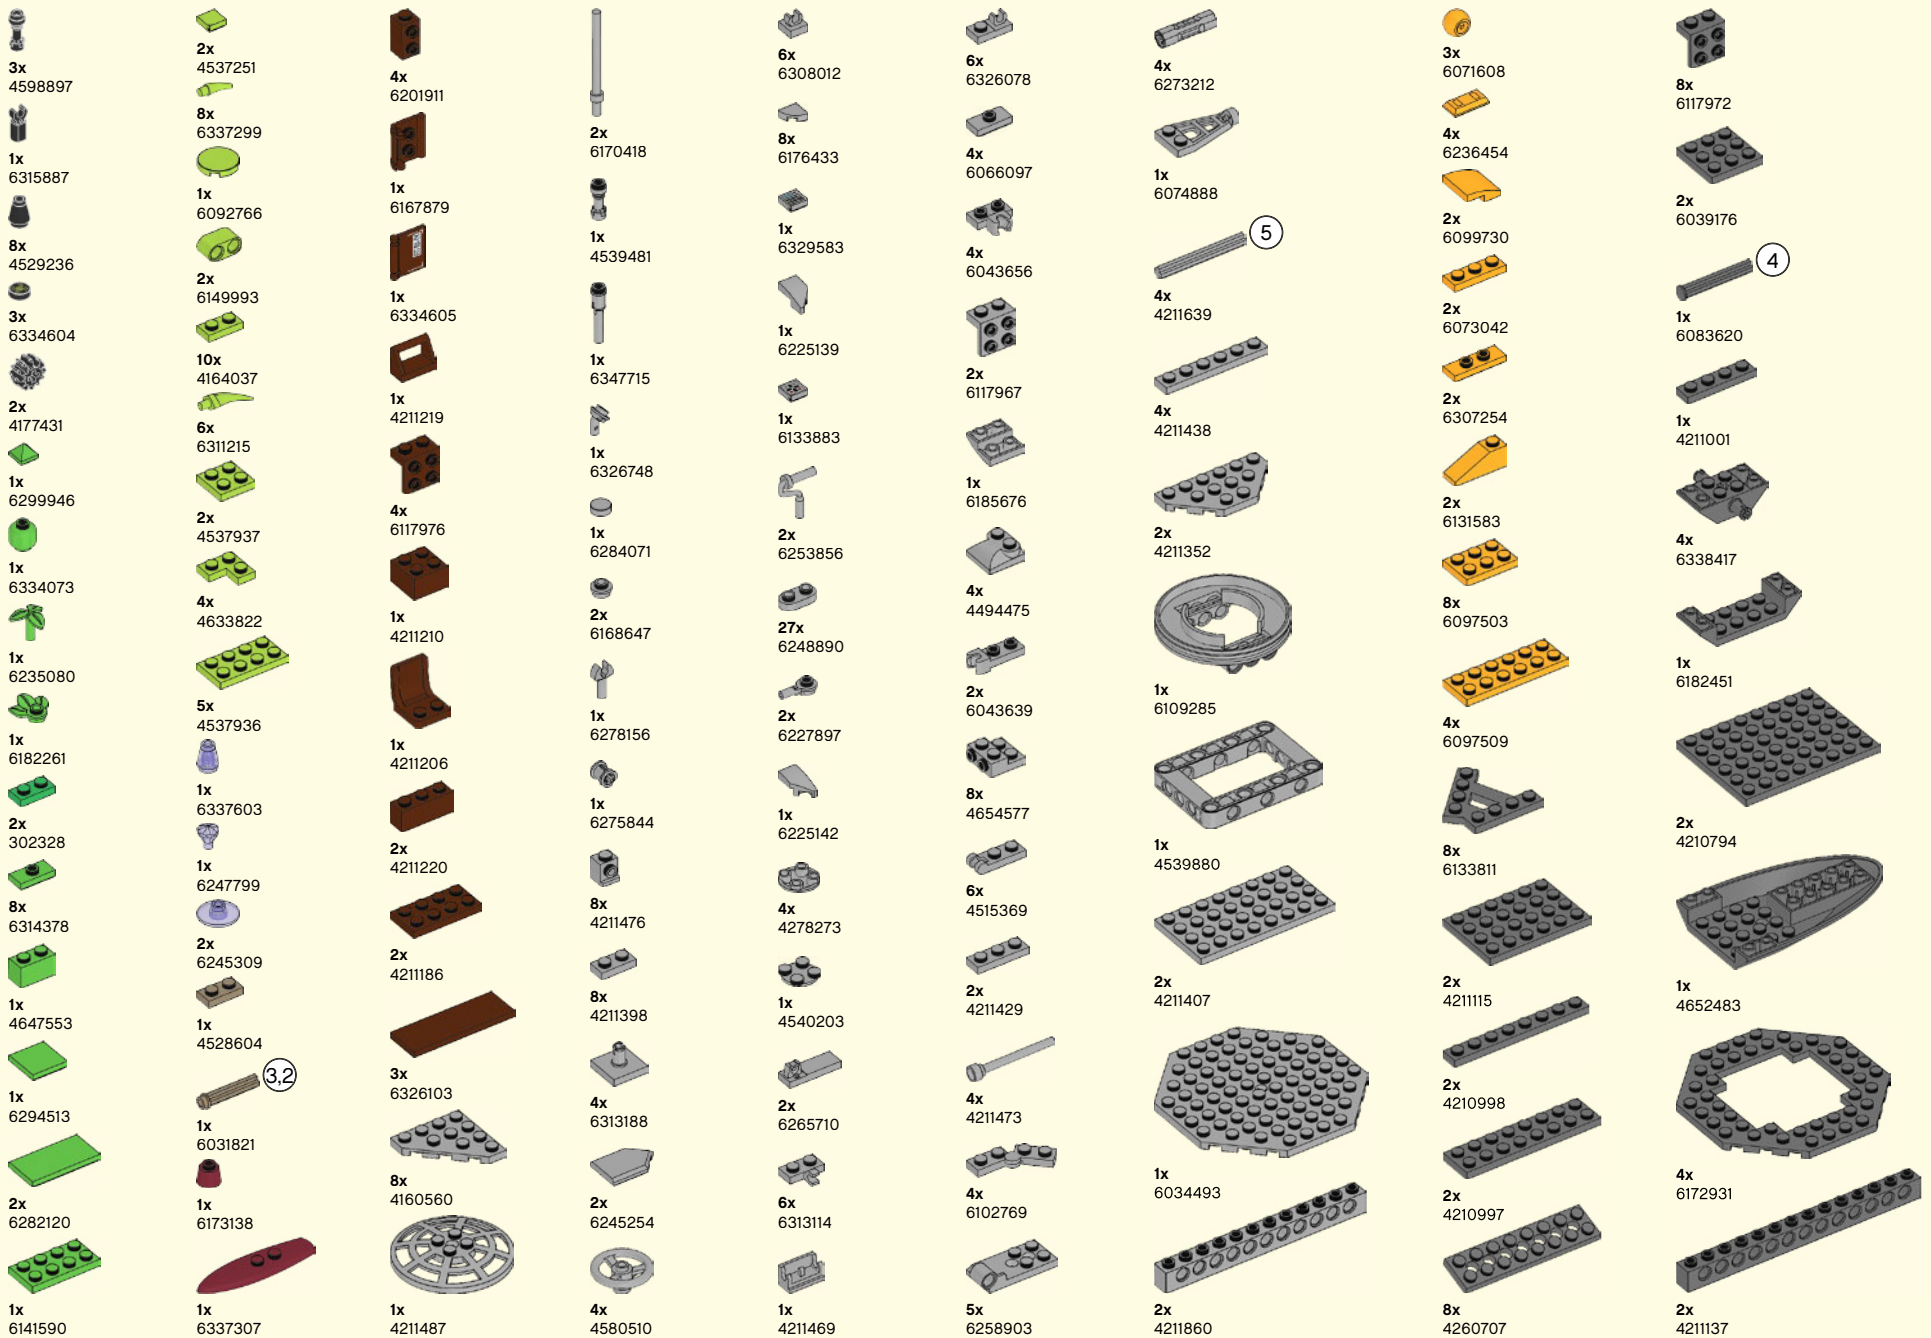 3x
4598897
1x
6315887
8x
4529236
3x
6334604
2x
4177431
1x
6299946
1x
6334073
1x
6235080
1x
6182261
2x
302328
8x
6314378
1x
4647553
1x
6294513
2x
6282120
1x
6141590
2x
4537251
8x
6337299
1x
6092766
2x
6149993
10x
4164037
6x
6311215
2x
4537937
4x
4633822
5x
4537936
1x
6337603
1x
6247799
2x
6245309
1x
4528604
3,2
1x
6031821
1x
6173138
1x
6337307
4x
6201911
1x
6167879
1x
6334605
1x
4211219
4x
6117976
1x
4211210
1x
4211206
2x
4211220
2x
4211186
3x
6326103
8x
4160560
1x
4211487
2x
6170418
1x
4539481
1x
6347715
1x
6326748
1x
6284071
2x
6168647
1x
6278156
1x
6275844
8x
4211476
8x
4211398
4x
6313188
2x
6245254
4x
4580510
6x
6308012
8x
6176433
1x
6329583
1x
6225139
1x
6133883
2x
6253856
27x
6248890
2x
6227897
1x
6225142
4x
4278273
1x
4540203
2x
6265710
6x
6313114
1x
4211469
6x
6326078
4x
6066097
4x
6043656
2x
6117967
1x
6185676
4x
4494475
2x
6043639
8x
4654577
6x
4515369
2x
4211429
4x
4211473
4x
6102769
5x
6258903
4x
6273212
1x
6074888
5
4x
4211639
4x
4211438
2x
4211352
1x
6109285
1x
4539880
2x
4211407
1x
6034493
2x
4211860
3x
6071608
4x
6236454
2x
6099730
2x
6073042
2x
6307254
2x
6131583
8x
6097503
4x
6097509
8x
6133811
2x
4211115
2x
4210998
2x
4210997
8x
4260707
8x
6117972
2x
6039176
4
1x
6083620
1x
4211001
4x
6338417
1x
6182451
2x
4210794
1x
4652483
4x
6172931
2x
4211137